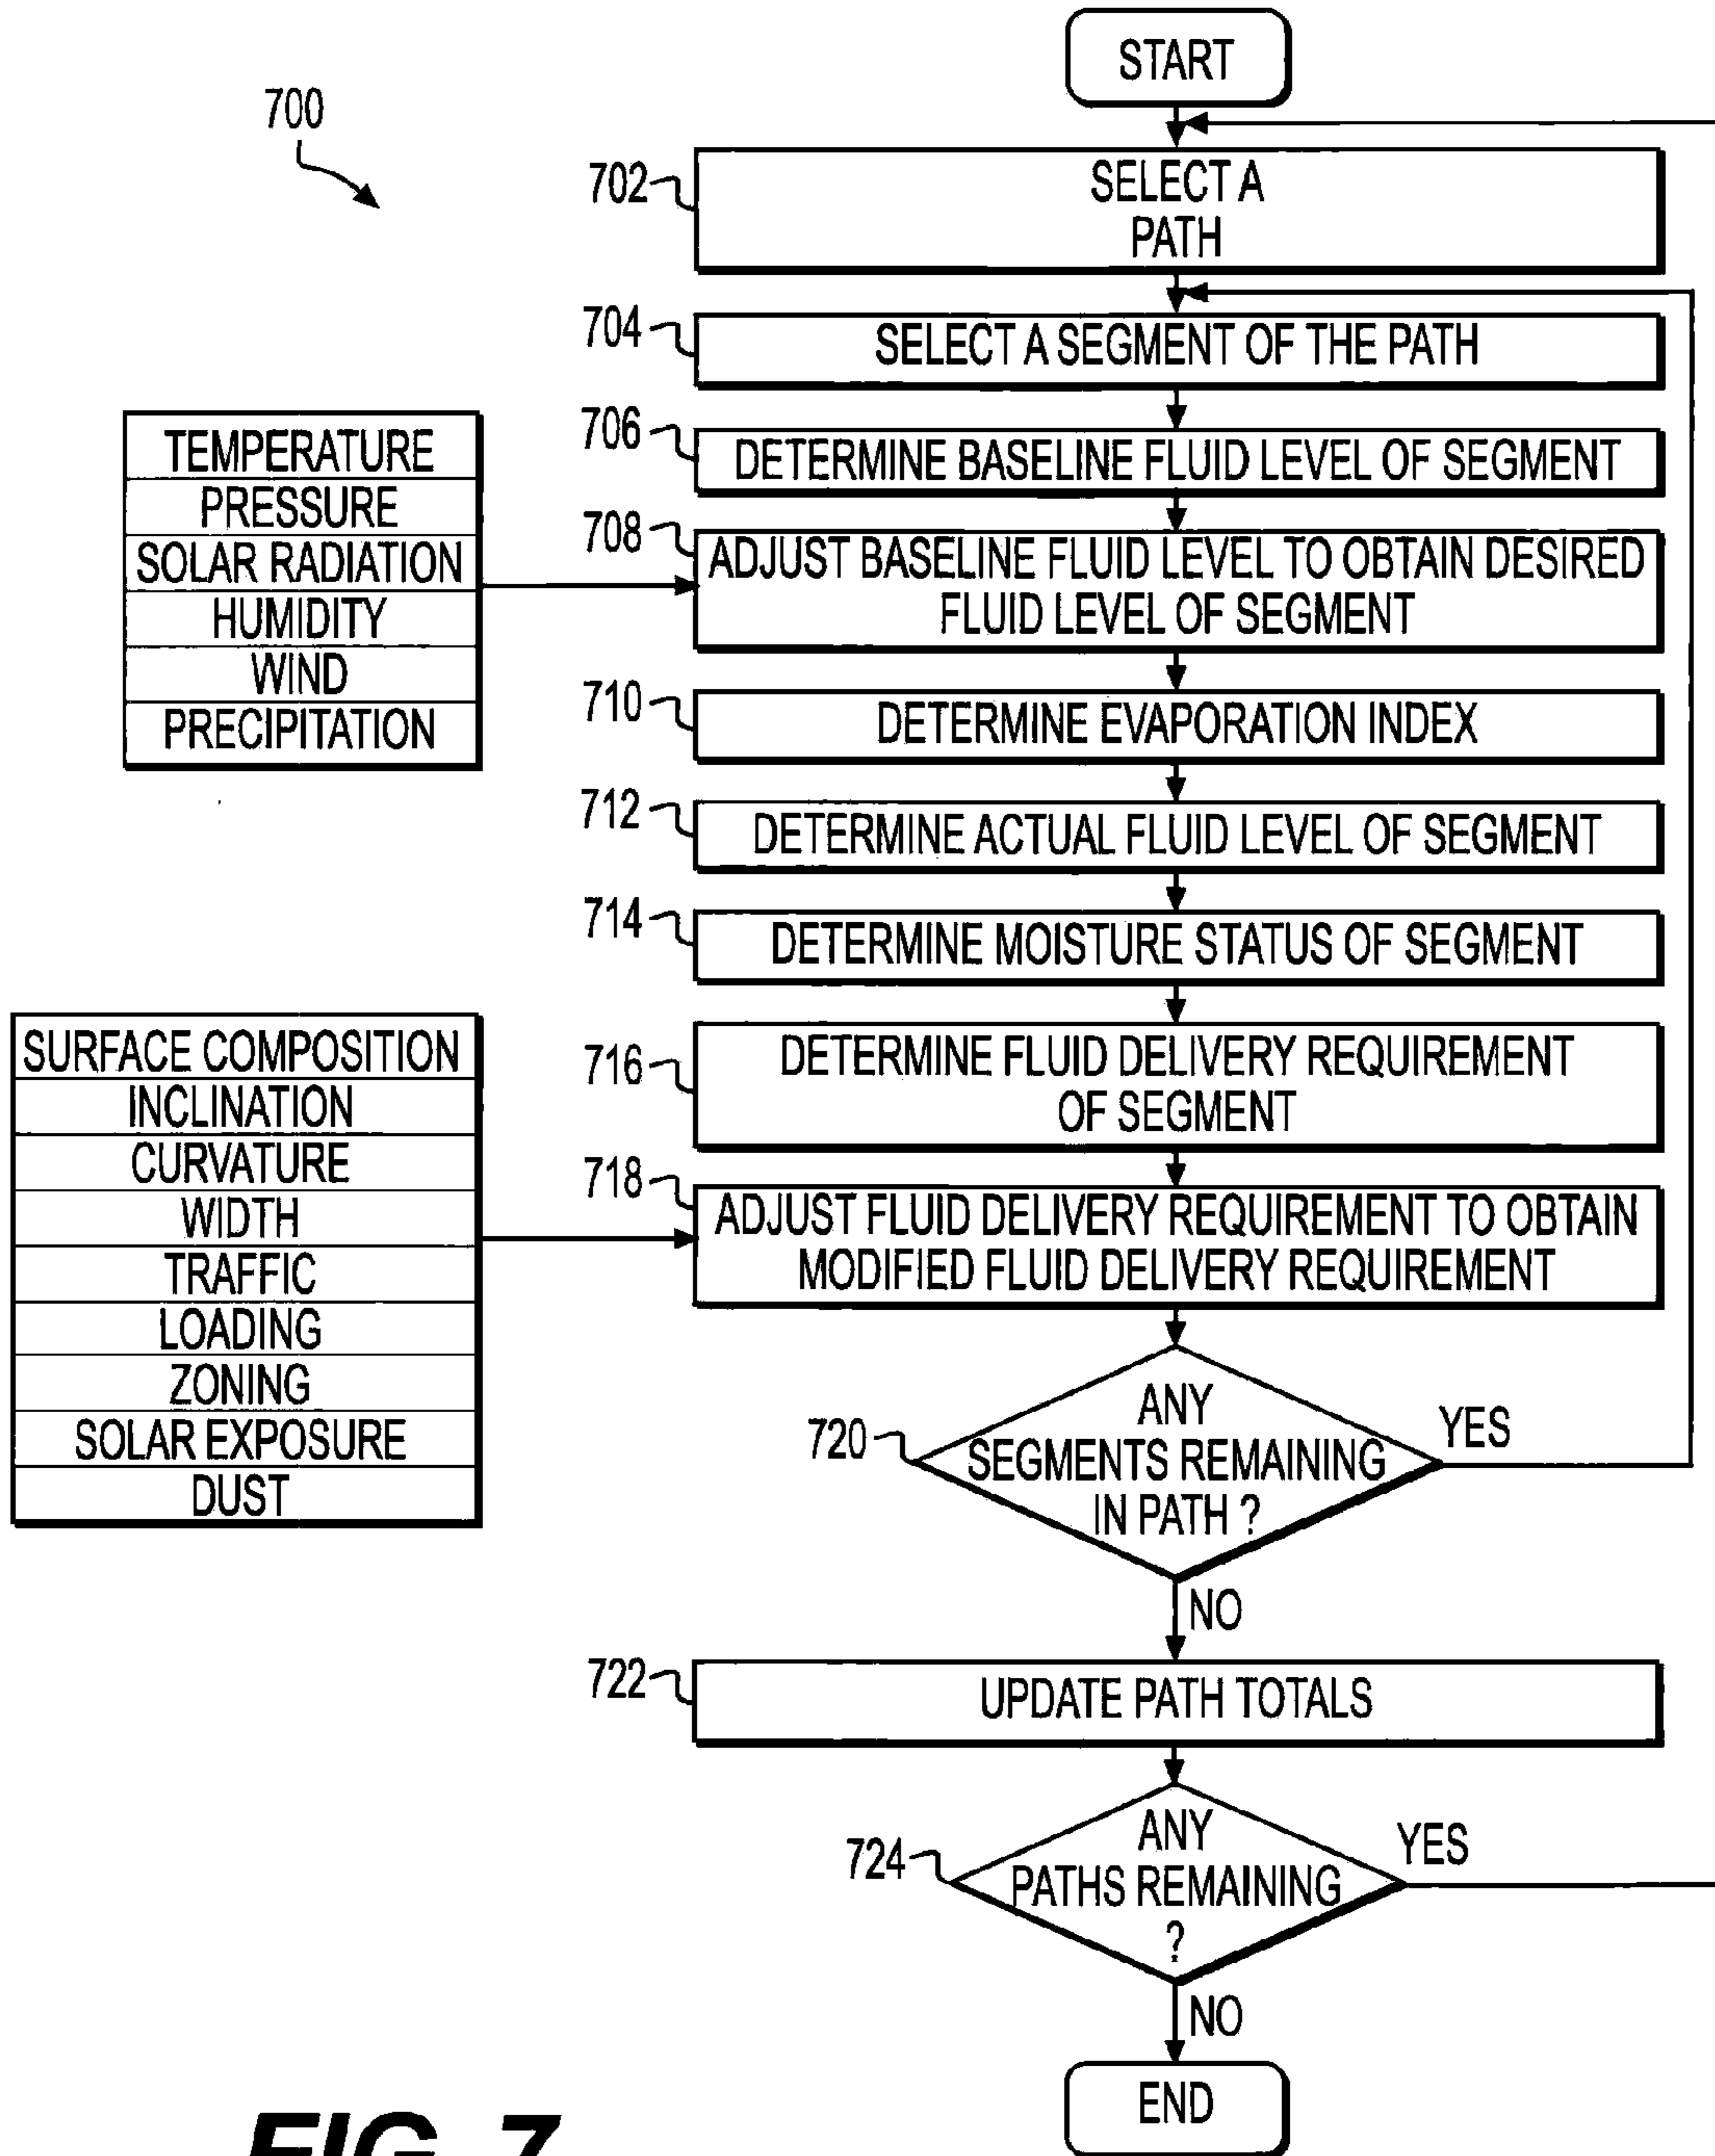 START
700
702
SELECT A
PATH
704
SELECT A SEGMENT OF THE PATH
706
DETERMINE BASELINE FLUID LEVEL OF SEGMENT
TEMPERATURE
PRESSURE
SOLAR RADIATION
HUMIDITY
WIND
PRECIPITATION
708
ADJUST BASELINE FLUID LEVEL TO OBTAIN DESIRED
FLUID LEVEL OF SEGMENT
710
DETERMINE EVAPORATION INDEX
712
DETERMINE ACTUAL FLUID LEVEL OF SEGMENT
714
DETERMINE MOISTURE STATUS OF SEGMENT
716
DETERMINE FLUID DELIVERY REQUIREMENT
OF SEGMENT
SURFACE COMPOSITION
INCLINATION
CURVATURE
WIDTH
TRAFFIC
LOADING
ZONING
SOLAR EXPOSURE
DUST
718
ADJUST FLUID DELIVERY REQUIREMENT TO OBTAIN
MODIFIED FLUID DELIVERY REQUIREMENT
720
ANY
SEGMENTS REMAINING
IN PATH ?
YES
NO
722
UPDATE PATH TOTALS
724
ANY
PATHS REMAINING
?
YES
NO
END
FIG. 7